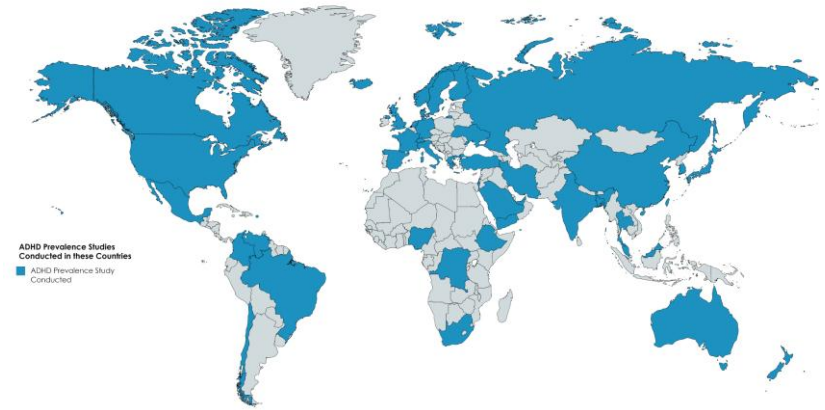 ADHD Prevalence Studies
Conducted in these Countries
ADHD Prevalence Study
Conducted